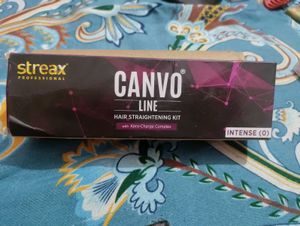 streax
PROFESSIONAL
CANVO®
LINE
HAIR STRAIGHTENING KIT
with Kera-Charge Complex
INTENSE (0)